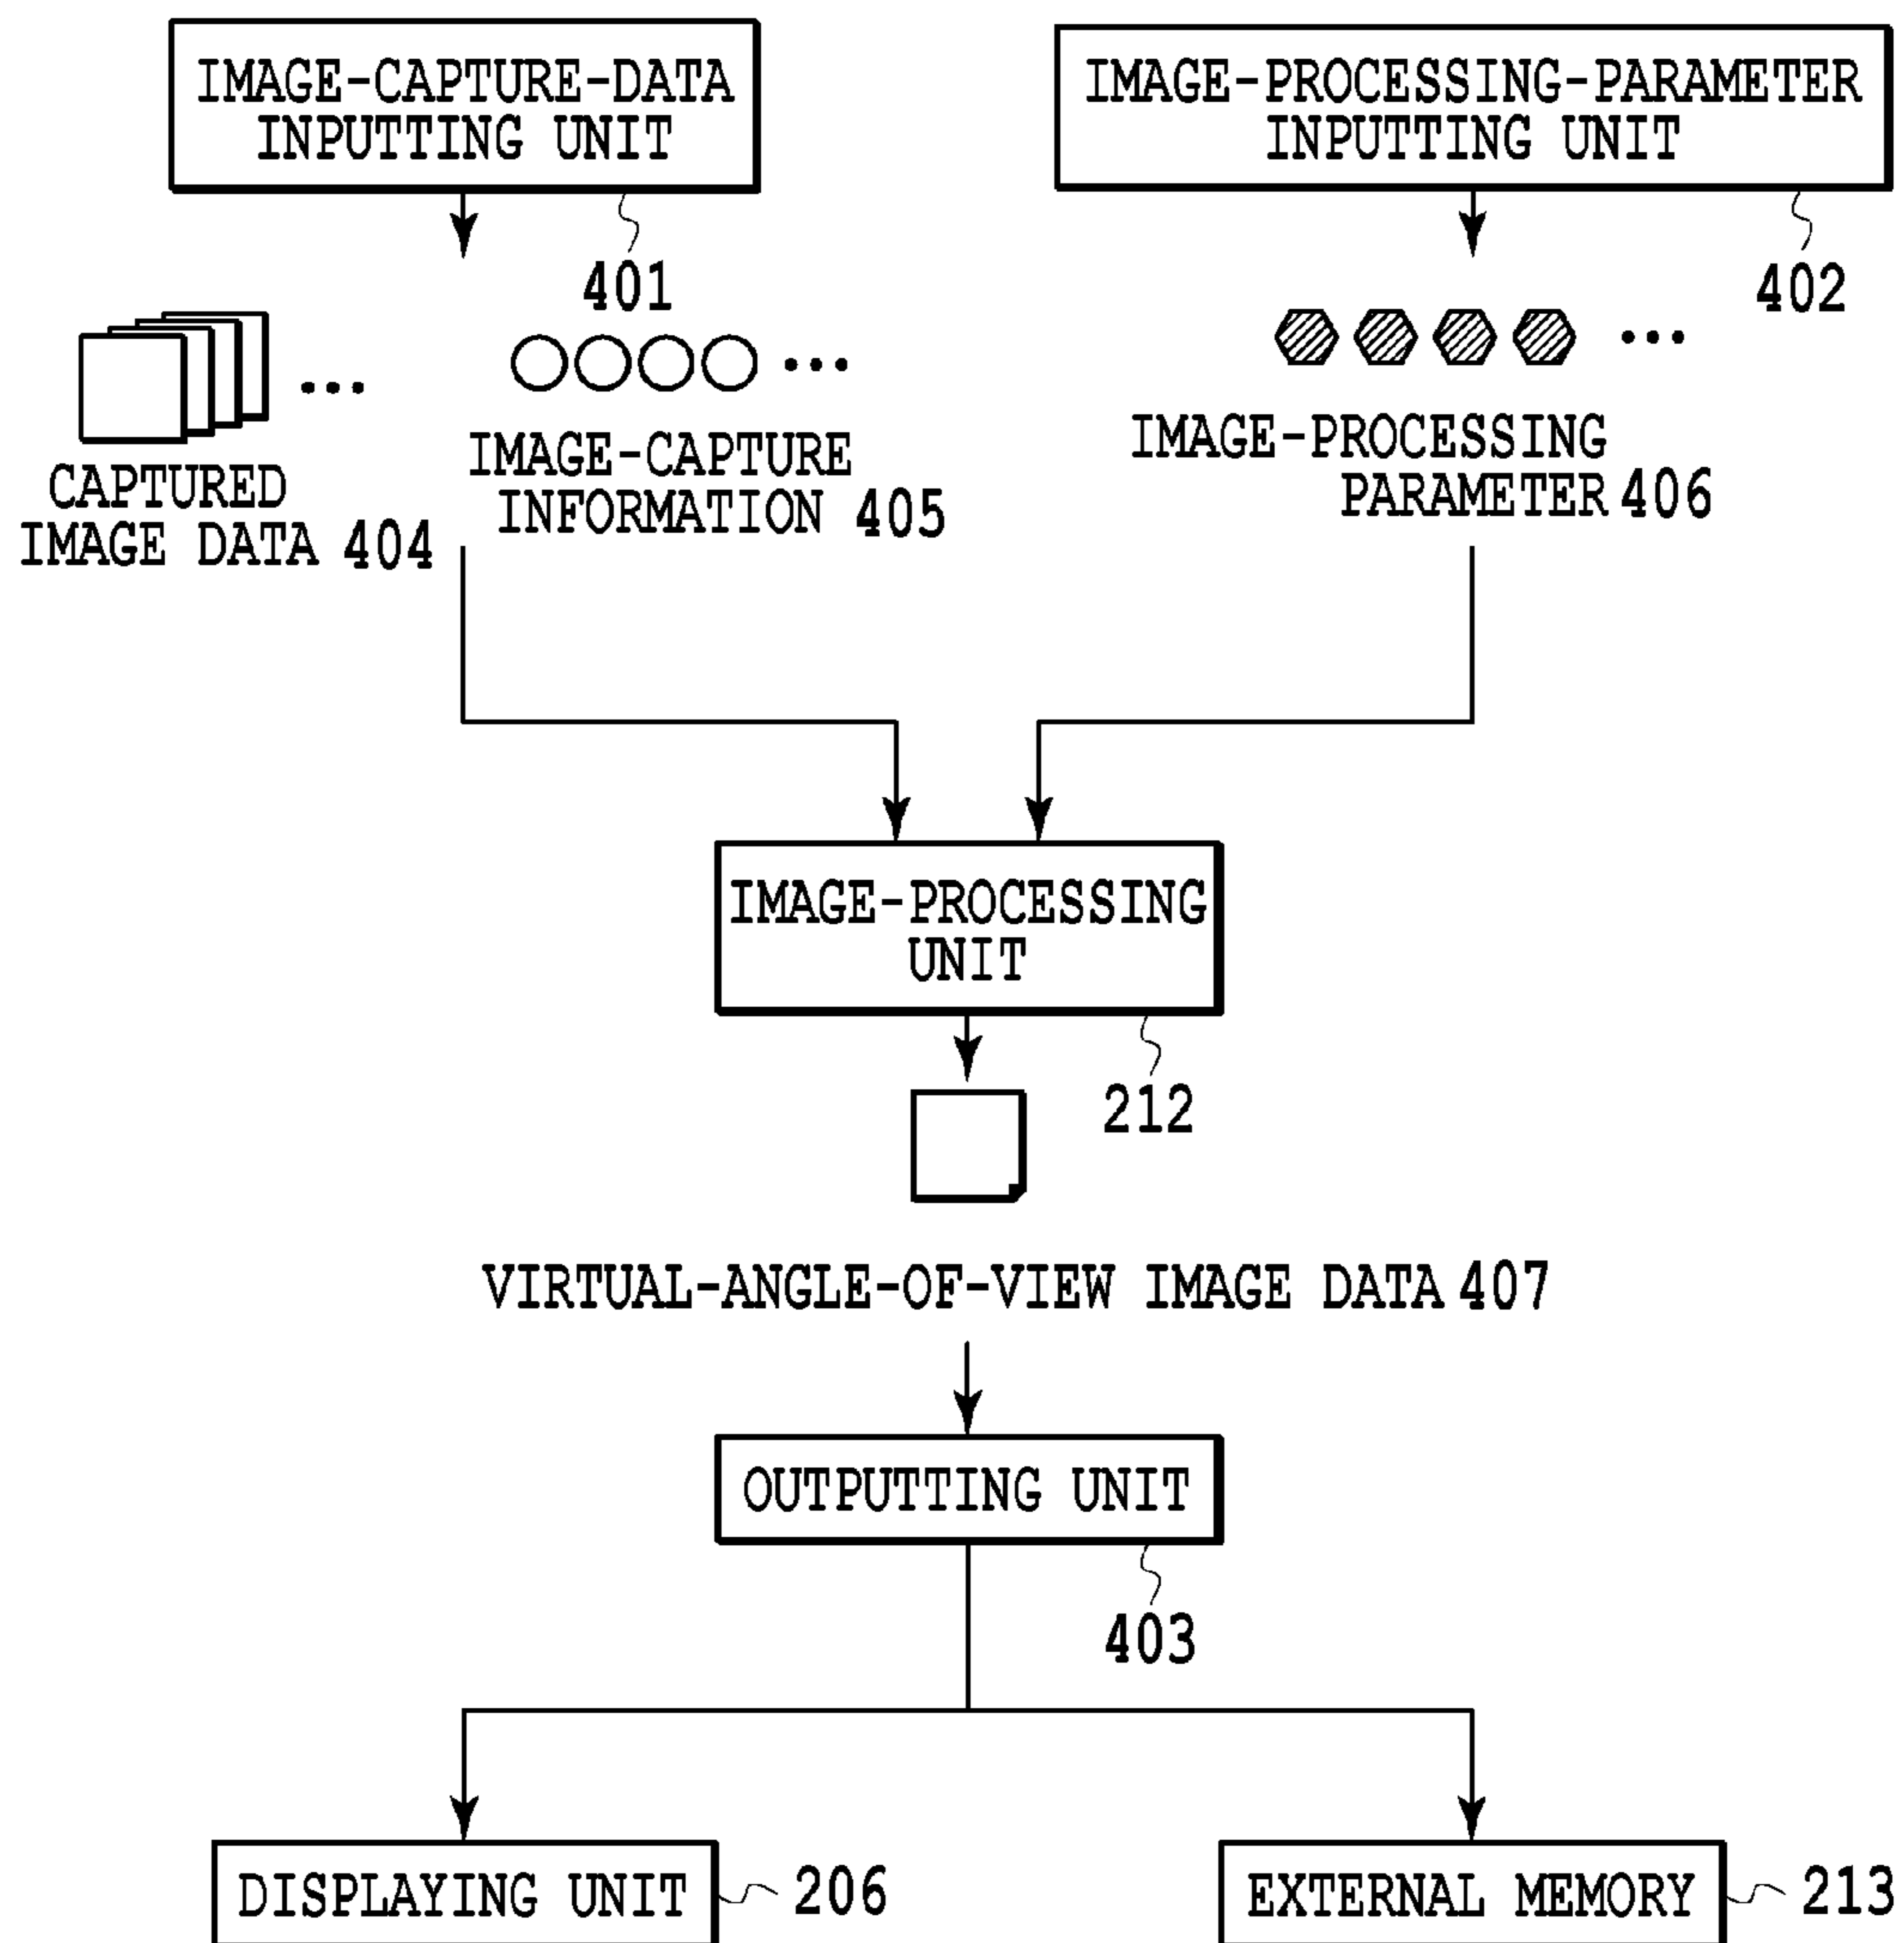 IMAGE-CAPTURE-DATA
INPUTTING UNIT
IMAGE-PROCESSING-PARAMETER
INPUTTING UNIT
401
402
CAPTURED
IMAGE DATA 404
IMAGE-CAPTURE
INFORMATION 405
IMAGE-PROCESSING
PARAMETER 406
IMAGE-PROCESSING
UNIT
212
VIRTUAL-ANGLE-OF-VIEW IMAGE DATA 407
OUTPUTTING UNIT
403
DISPLAYING UNIT
206
EXTERNAL MEMORY
213